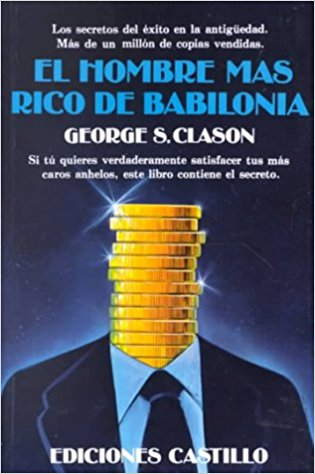 Los secretos del éxito en la antigüedad.
Más de un millón de copias vendidas.
EL HOMBRE MAS
RICO DE BABILONIA
GEORGE S. CLASON
Si tú quieres verdaderamente satisfacer tus más
caros anhelos, este libro contiene el secreto.
EDICIONES CASTILLO